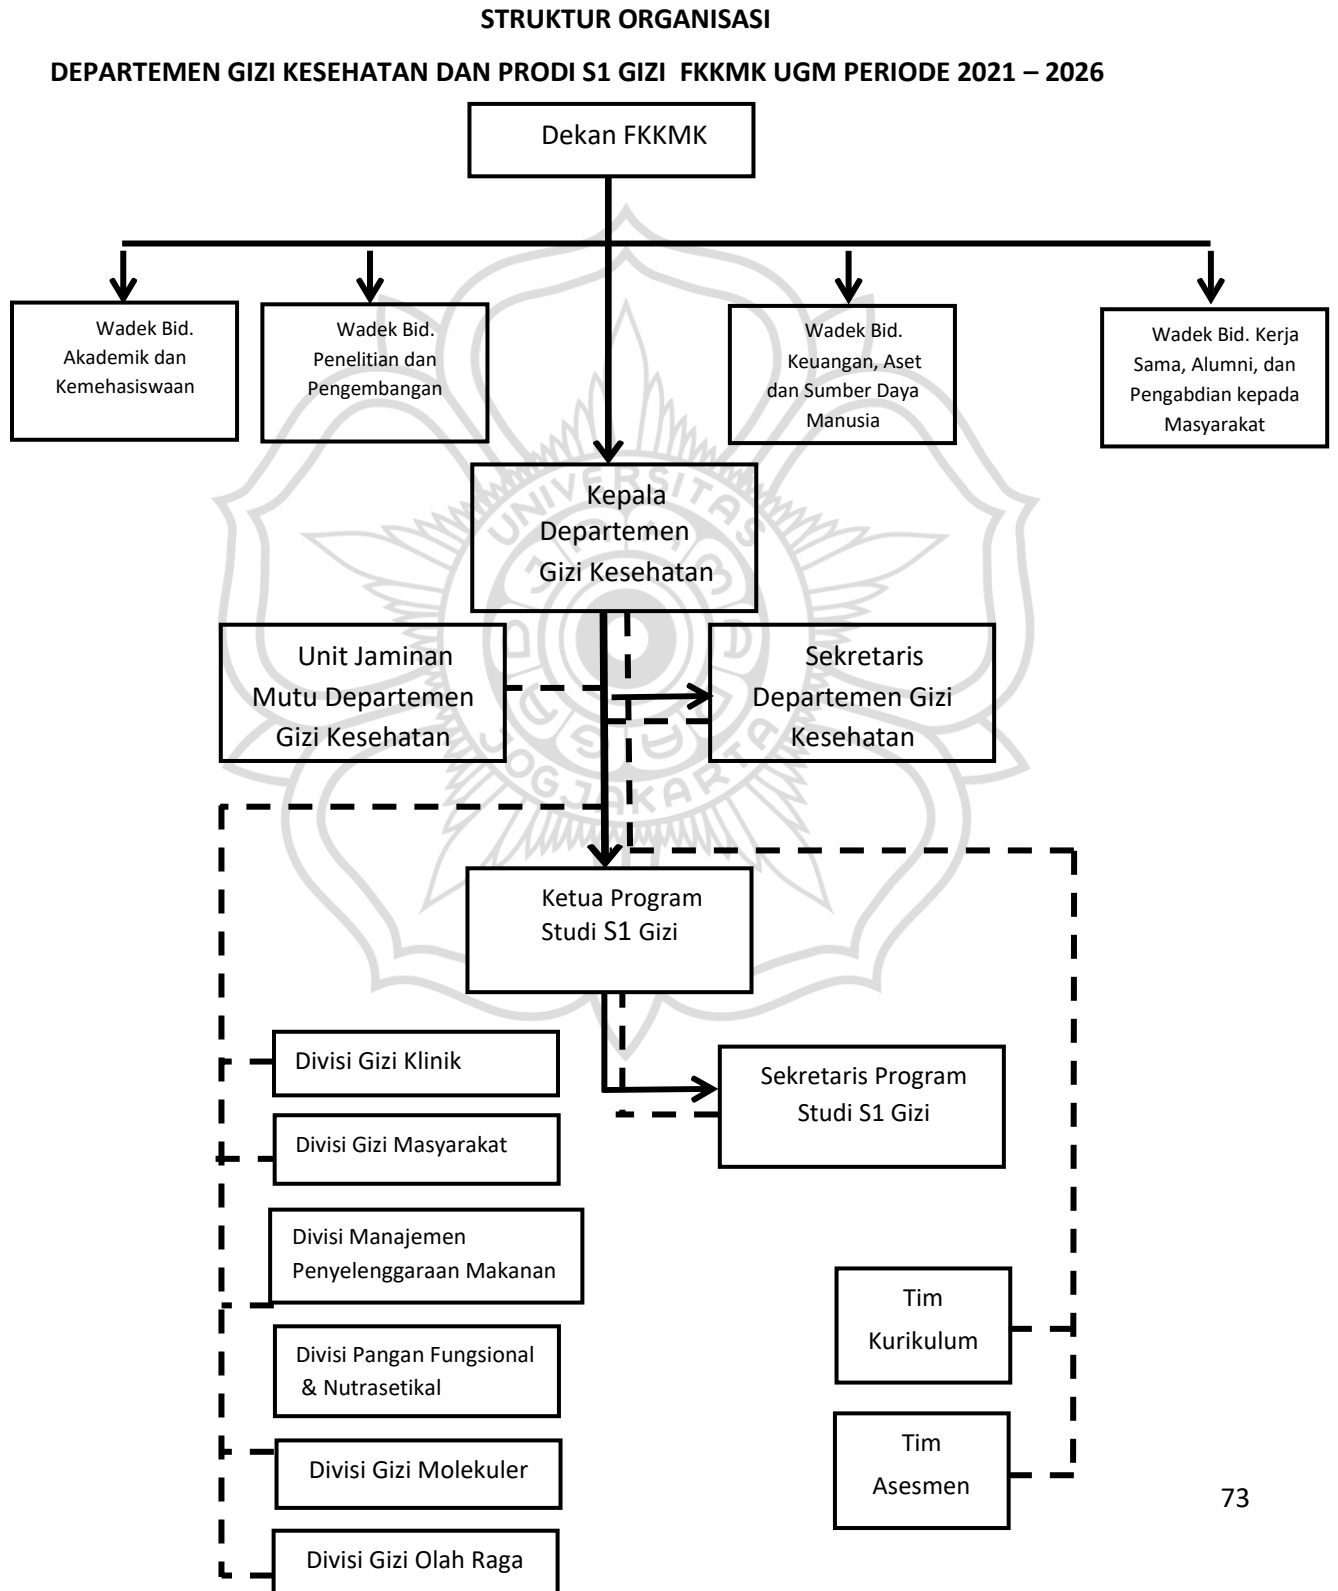 STRUKTUR ORGANISASI
DEPARTEMEN GIZI KESEHATAN DAN PRODI S1 GIZI FKKMK UGM PERIODE 2021 – 2026
Dekan FKKMK
Wadek Bid.
Akademik dan
Kemehasiswaan
Wadek Bid.
Penelitian dan
Pengembangan
Wadek Bid.
Keuangan, Aset
dan Sumber Daya
Manusia
Wadek Bid. Kerja
Sama, Alumni, dan
Pengabdian kepada
Masyarakat
Kepala
Departemen
Gizi Kesehatan
UNIVERSITAS
GADJAH MADA
JOGJAKARTA
Unit Jaminan
Mutu Departemen
Gizi Kesehatan
Sekretaris
Departemen Gizi
Kesehatan
Ketua Program
Studi S1 Gizi
Sekretaris Program
Studi S1 Gizi
Divisi Gizi Klinik
Divisi Gizi Masyarakat
Divisi Manajemen
Penyelenggaraan Makanan
Divisi Pangan Fungsional
& Nutrasetikal
Divisi Gizi Molekuler
Divisi Gizi Olah Raga
Tim
Kurikulum
Tim
Asesmen
73